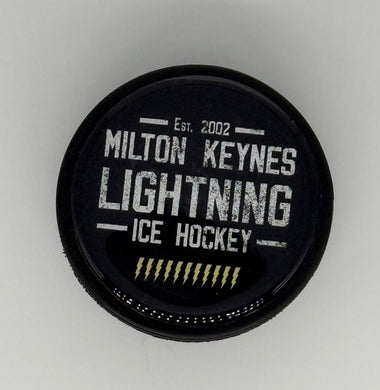 Est. 2002
MILTON KEYNES
LIGHTNING
ICE HOCKEY